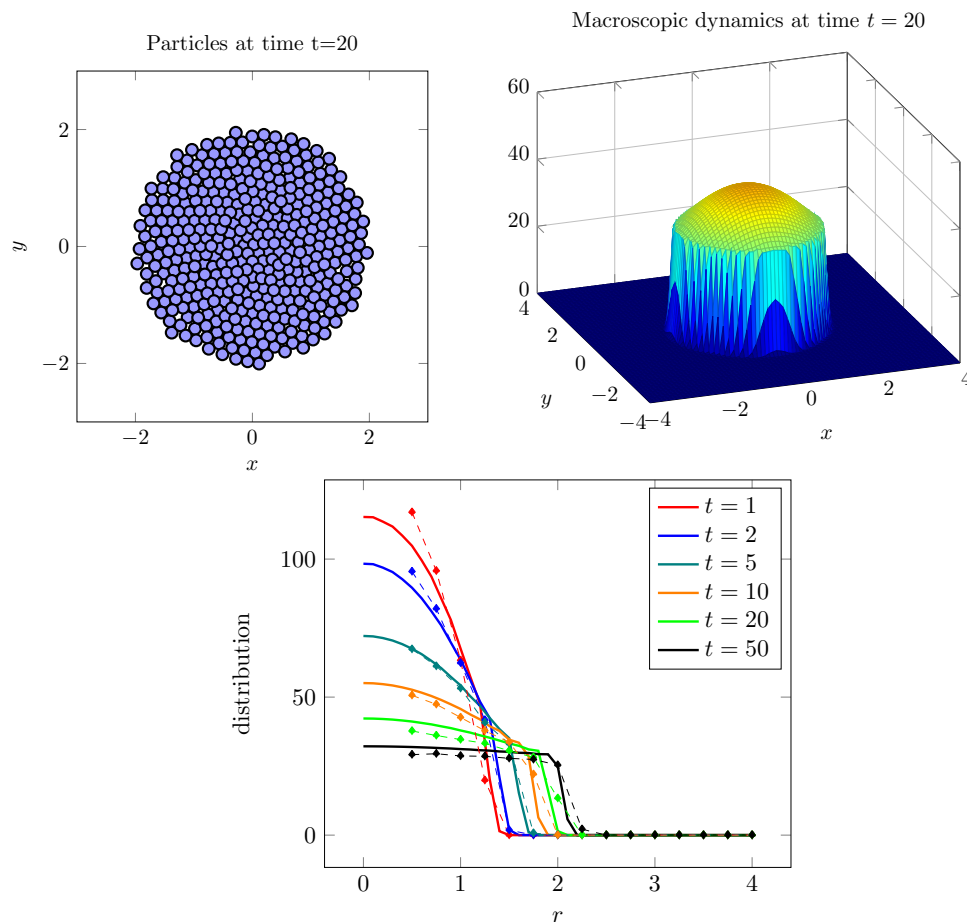 Particles at time t=20
2
0
−2
y
−2 0 2
x
Macroscopic dynamics at time t = 20
60
40
20
0
4
2
0
−2
−4
y
−4
−2
0
2
4
x
100
50
0
distribution
0 1 2 3 4
r
t = 1
t = 2
t = 5
t = 10
t = 20
t = 50